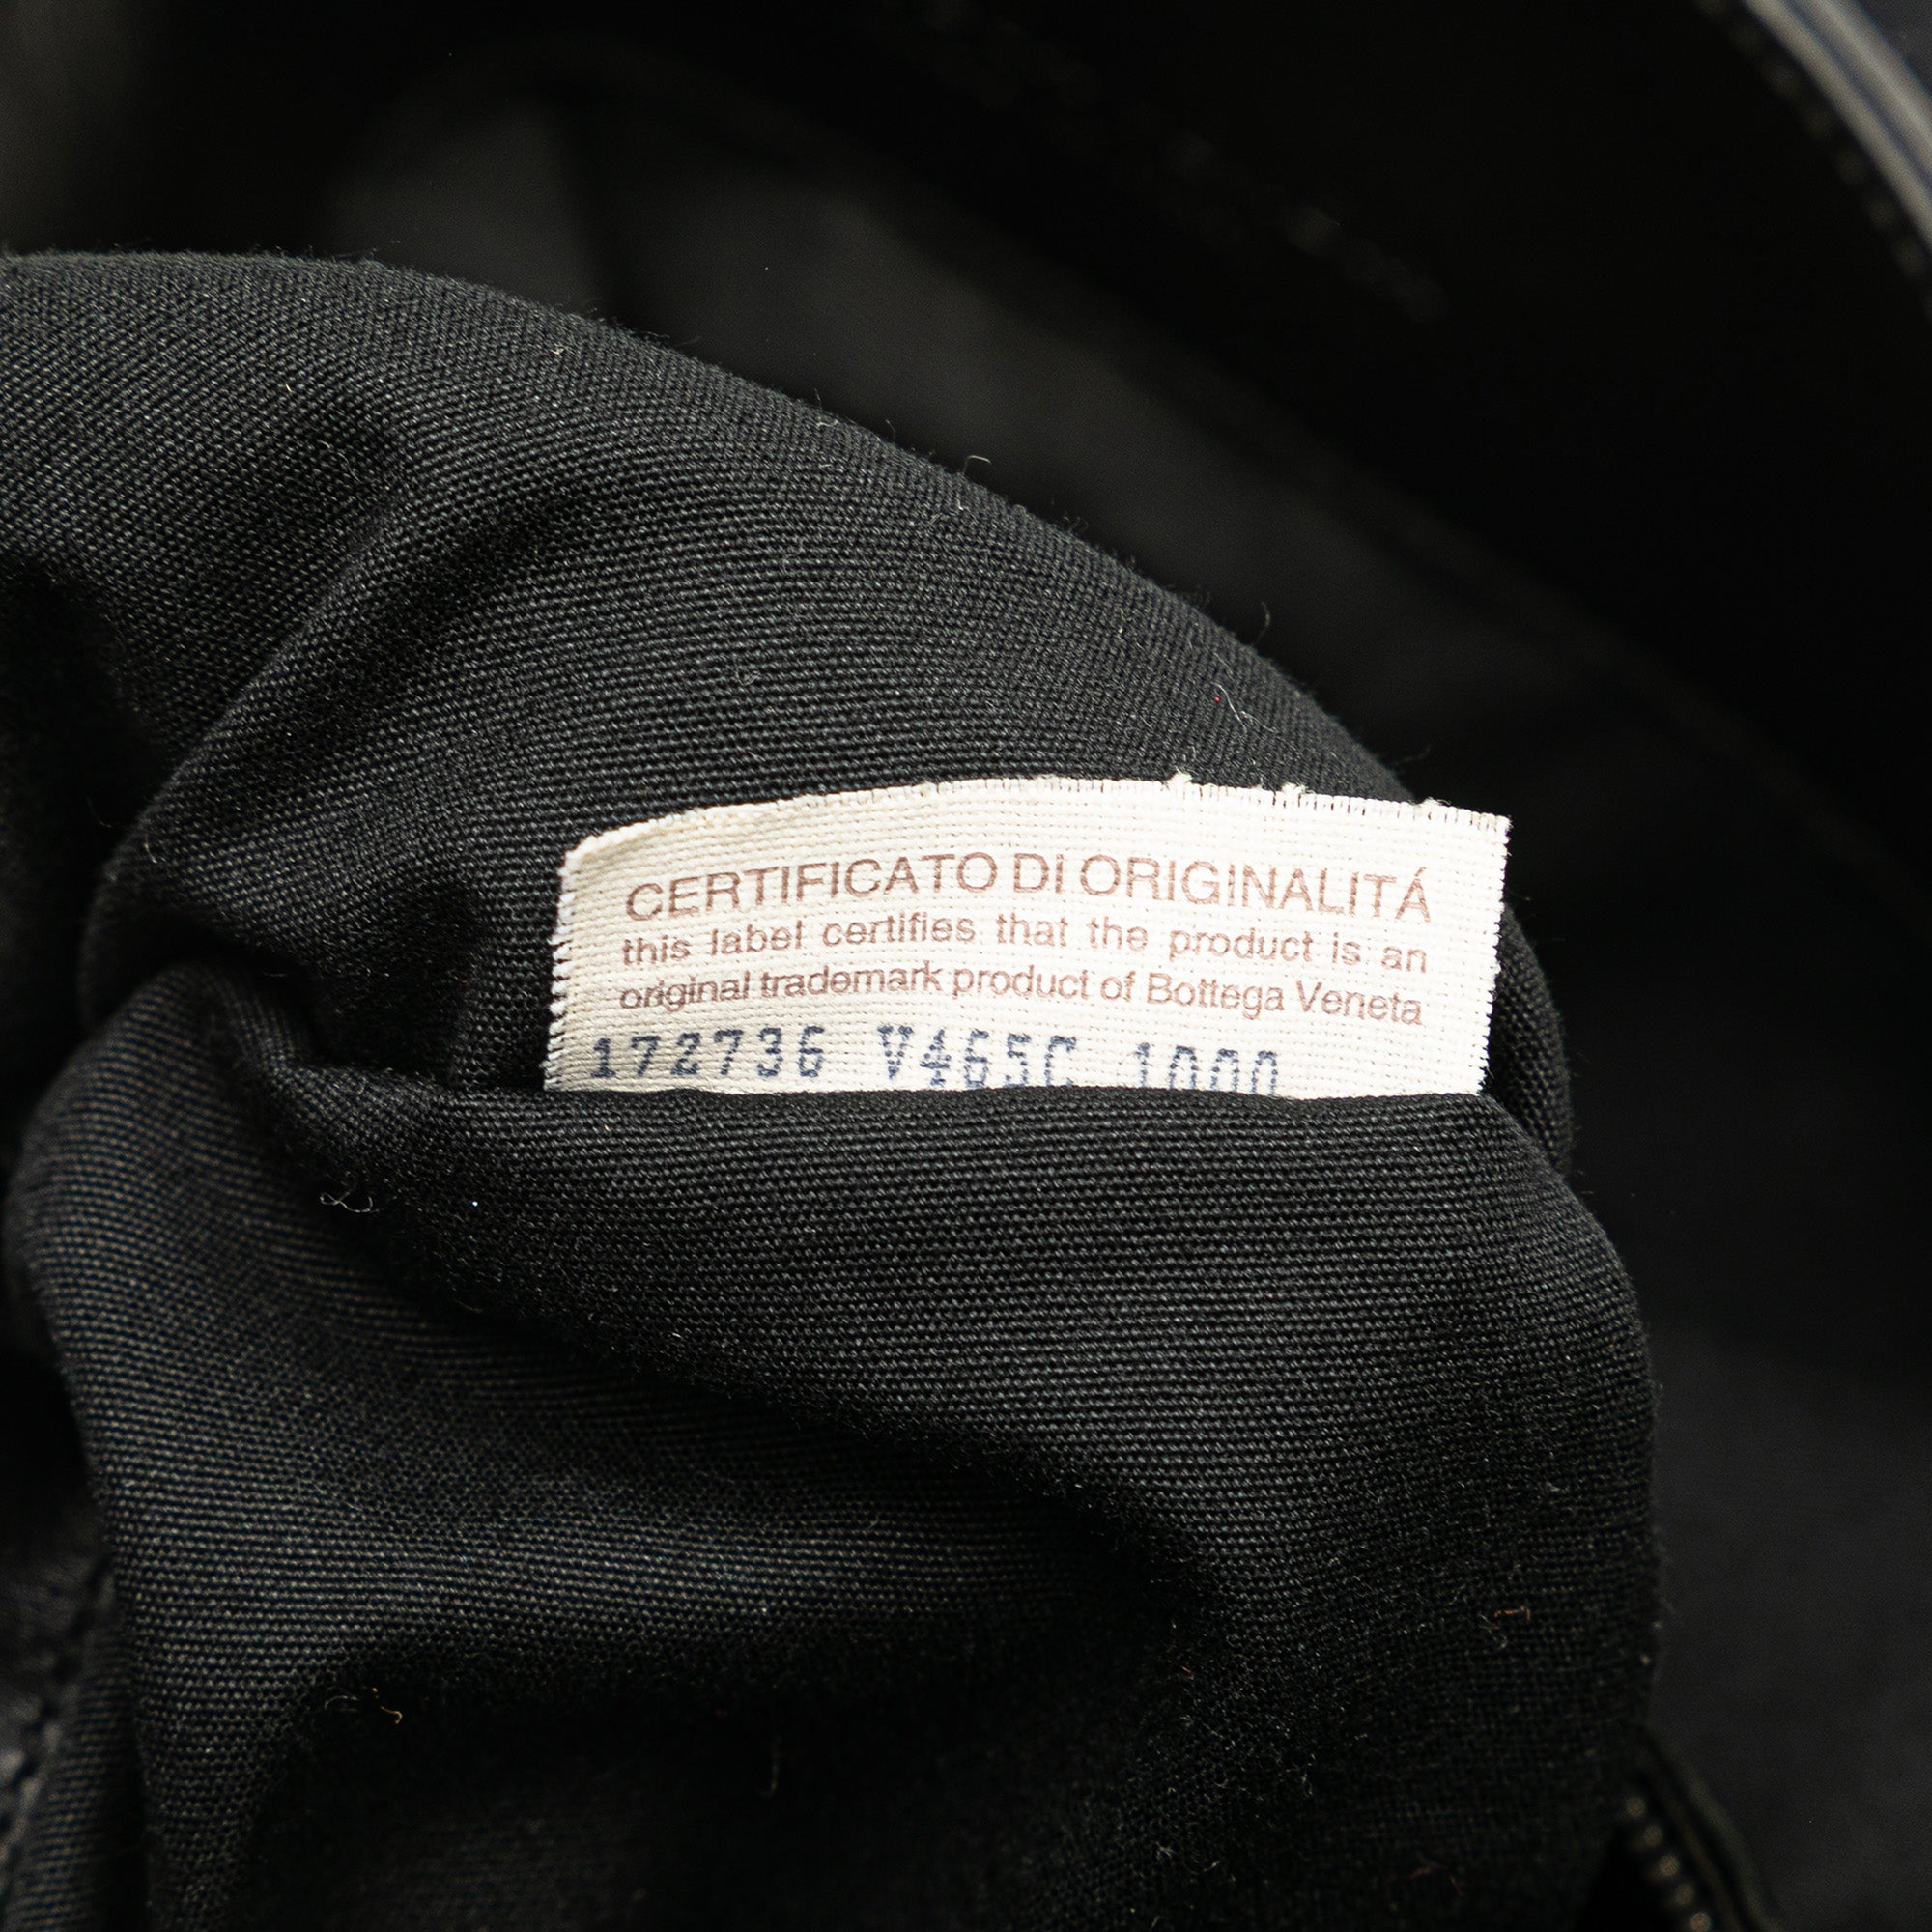 CERTIFICATO DI ORIGINALITÁ
this label certifies that the product is an
original trademark product of Bottega Veneta
172736 V465C 1000